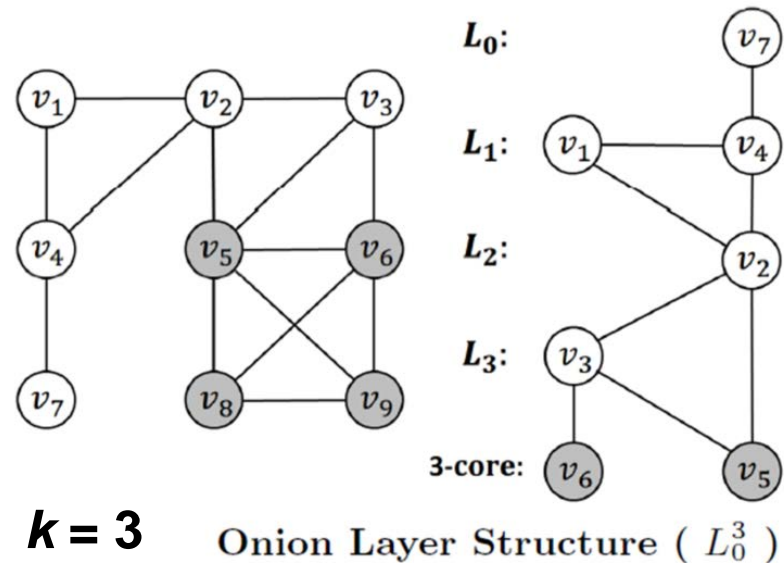 v₁ v₂ v₃
v₄ v₅ v₆
v₇ v₈ v₉
k = 3
L₀: v₇
L₁: v₁ v₄
L₂: v₂
L₃: v₃
3-core: v₆ v₅
Onion Layer Structure ( L₀³ )